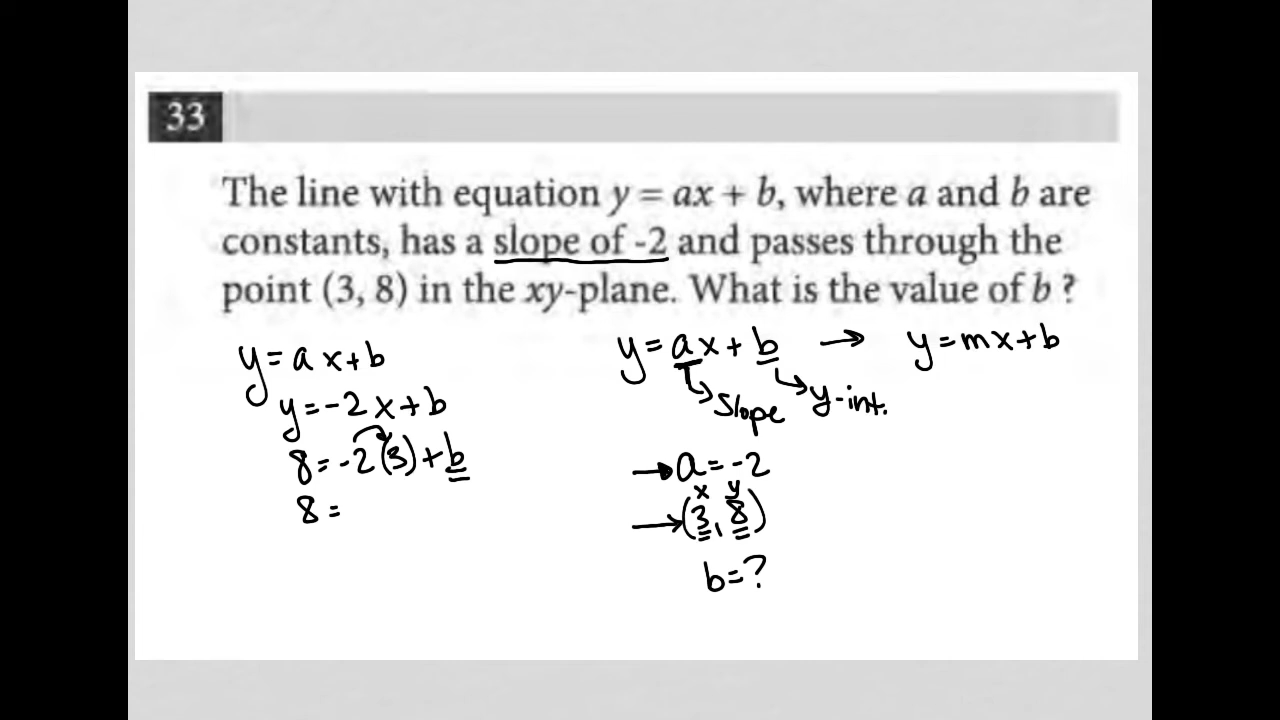 33
The line with equation y = ax + b, where a and b are
constants, has a slope of -2 and passes through the
point (3, 8) in the xy-plane. What is the value of b ?
y = ax+b
y = -2x+b
8 = -2(3)+b
8 =
y = ax + b → y = mx+b
Slope
y-int.
→ a = -2
x y
→ (3, 8)
b = ?